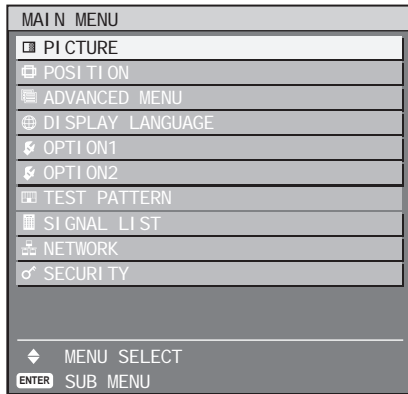 MAIN MENU
PICTURE
POSITION
ADVANCED MENU
DISPLAY LANGUAGE
OPTION1
OPTION2
TEST PATTERN
SIGNAL LIST
NETWORK
SECURITY
MENU SELECT
ENTER SUB MENU